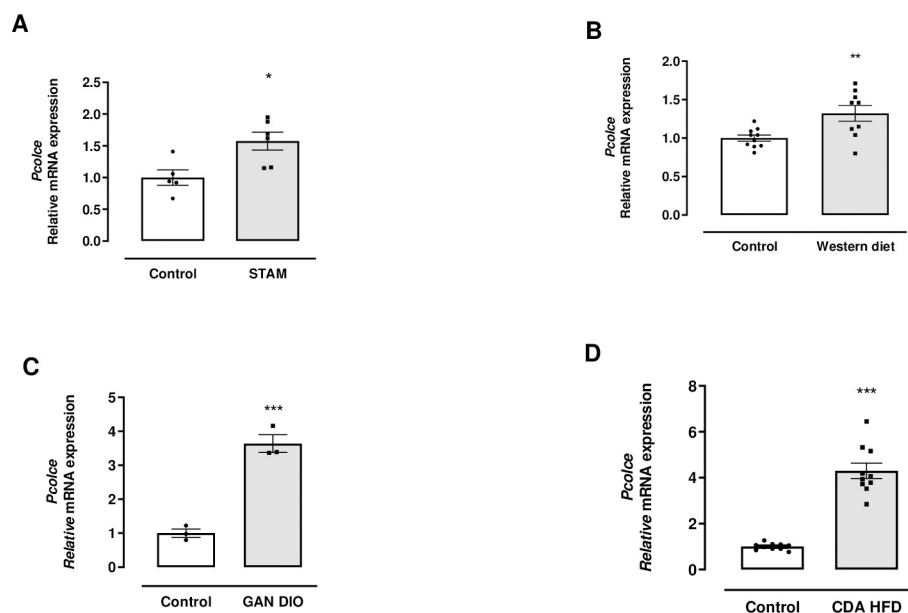 A
Pcolce
Relative mRNA expression
2.5
2.0
1.5
1.0
0.5
0.0
*
Control
STAM
B
Pcolce
Relative mRNA expression
2.0
1.5
1.0
0.5
0.0
**
Control
Western diet
C
Pcolce
Relative mRNA expression
5
4
3
2
1
0
***
Control
GAN DIO
D
Pcolce
Relative mRNA expression
8
6
4
2
0
***
Control
CDA HFD